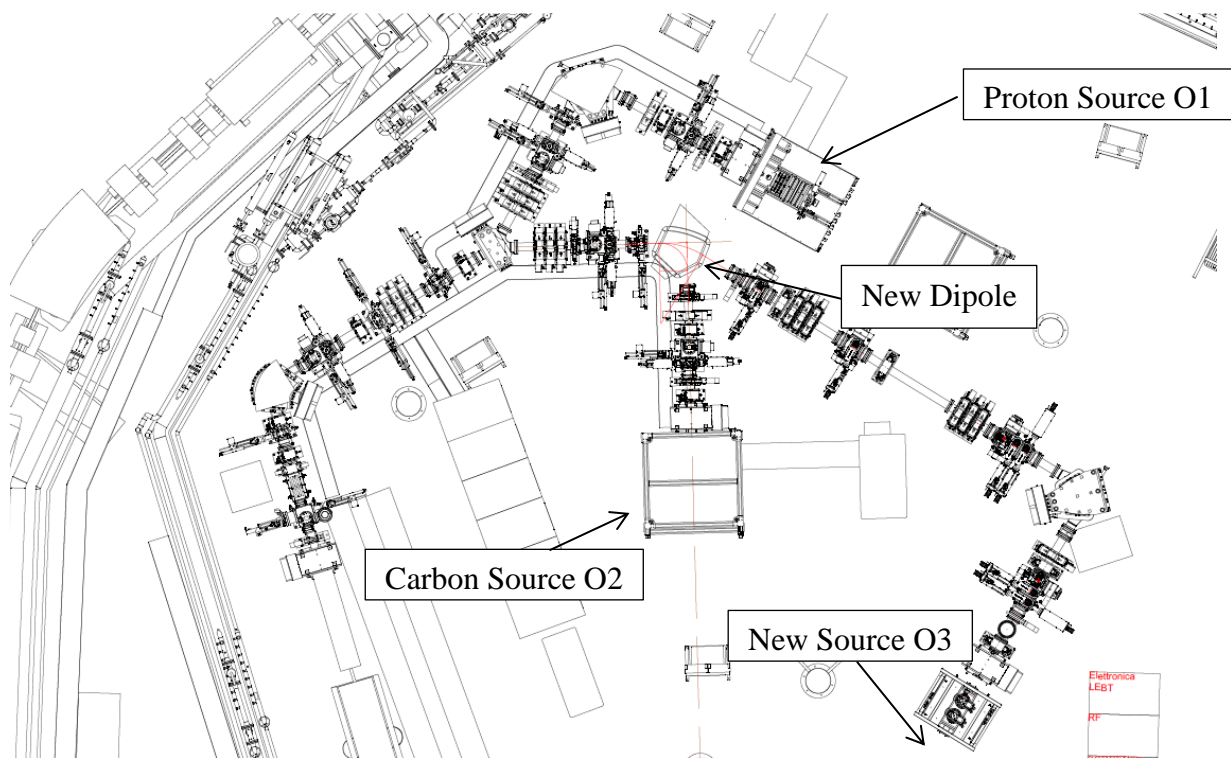 Proton Source O1
New Dipole
Carbon Source O2
New Source O3
Elettronica
LEBT
RF